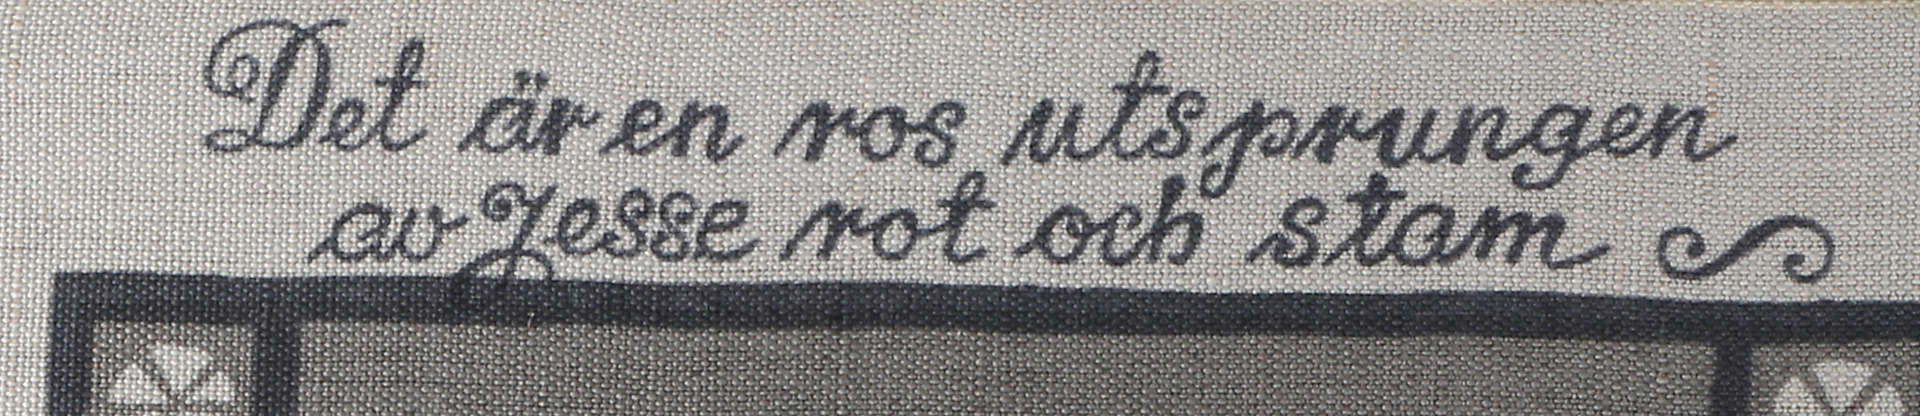 Det är en ros utsprungen
av Jesse rot och stam